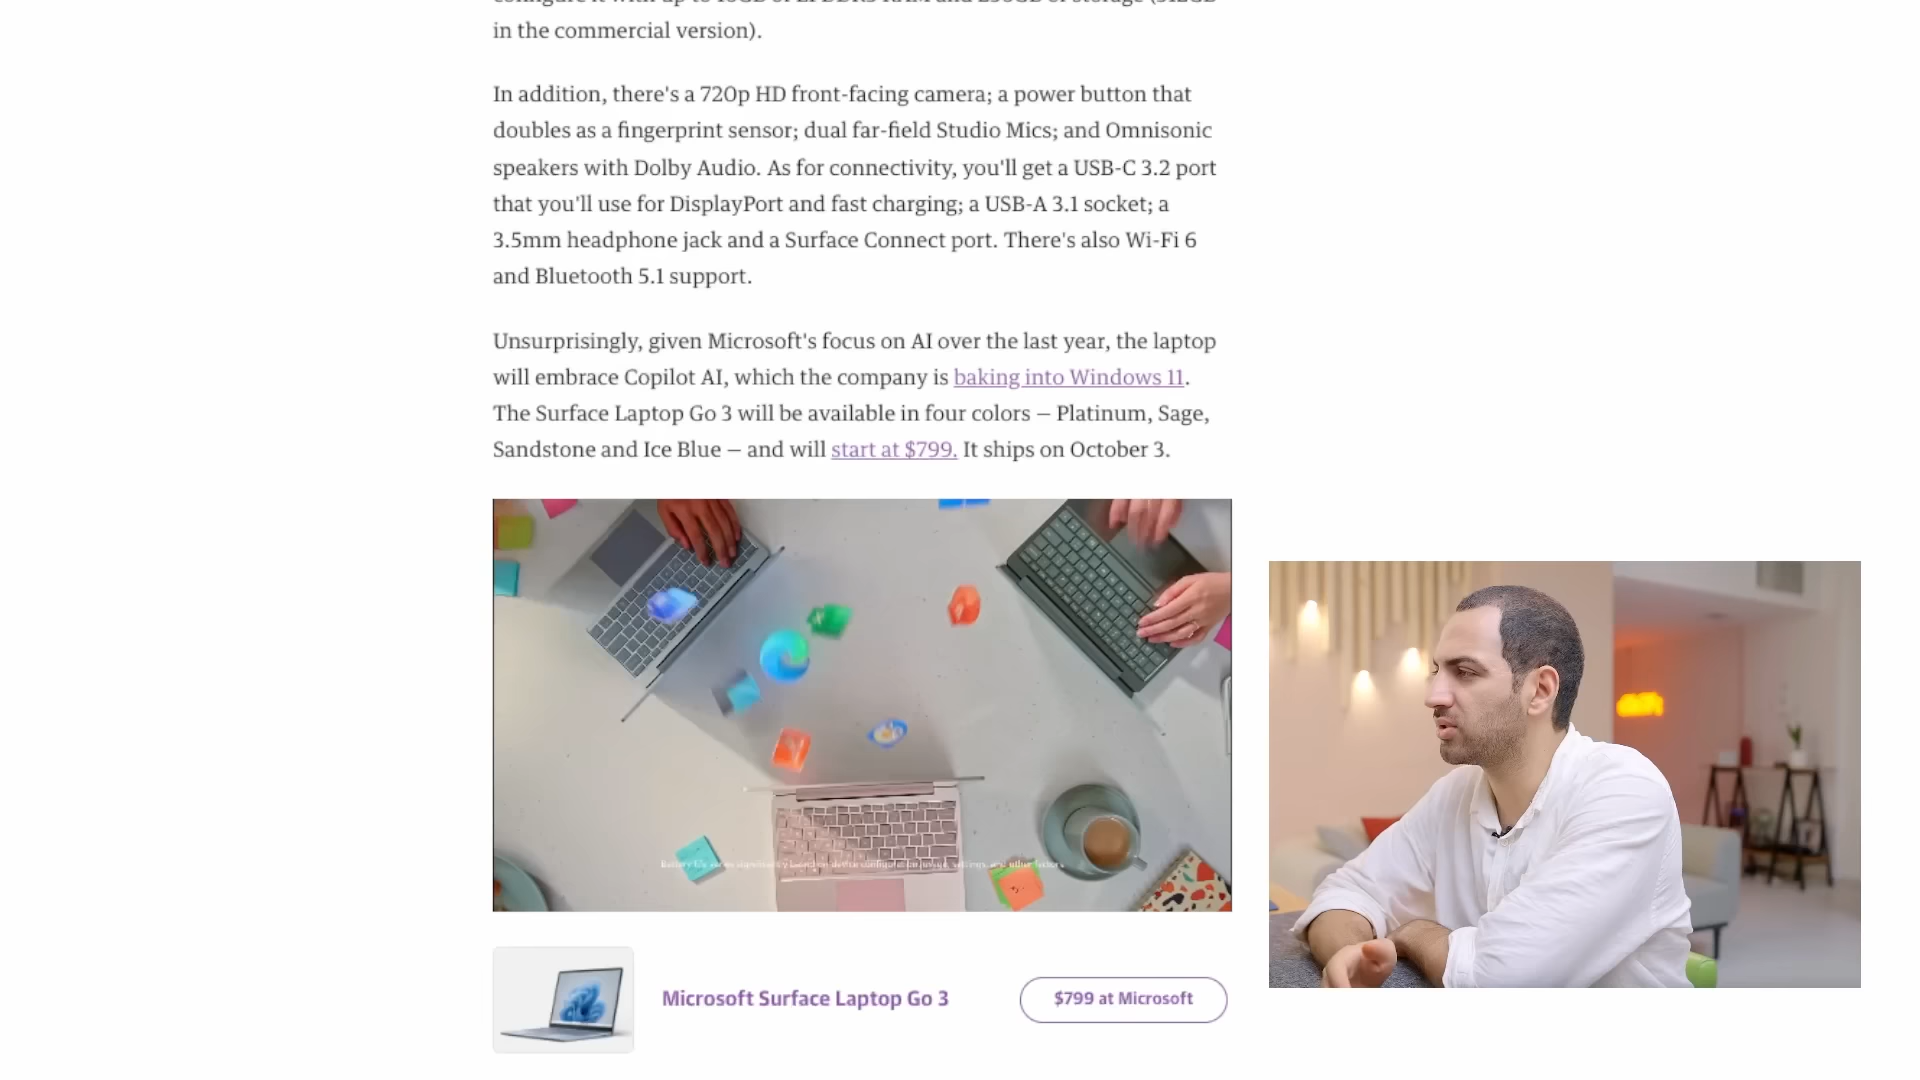 in the commercial version).
In addition, there's a 720p HD front-facing camera; a power button that
doubles as a fingerprint sensor; dual far-field Studio Mics; and Omnisonic
speakers with Dolby Audio. As for connectivity, you'll get a USB-C 3.2 port
that you'll use for DisplayPort and fast charging; a USB-A 3.1 socket; a
3.5mm headphone jack and a Surface Connect port. There's also Wi-Fi 6
and Bluetooth 5.1 support.
Unsurprisingly, given Microsoft's focus on AI over the last year, the laptop
will embrace Copilot AI, which the company is baking into Windows 11.
The Surface Laptop Go 3 will be available in four colors — Platinum, Sage,
Sandstone and Ice Blue — and will start at $799. It ships on October 3.
Microsoft Surface Laptop Go 3
$799 at Microsoft